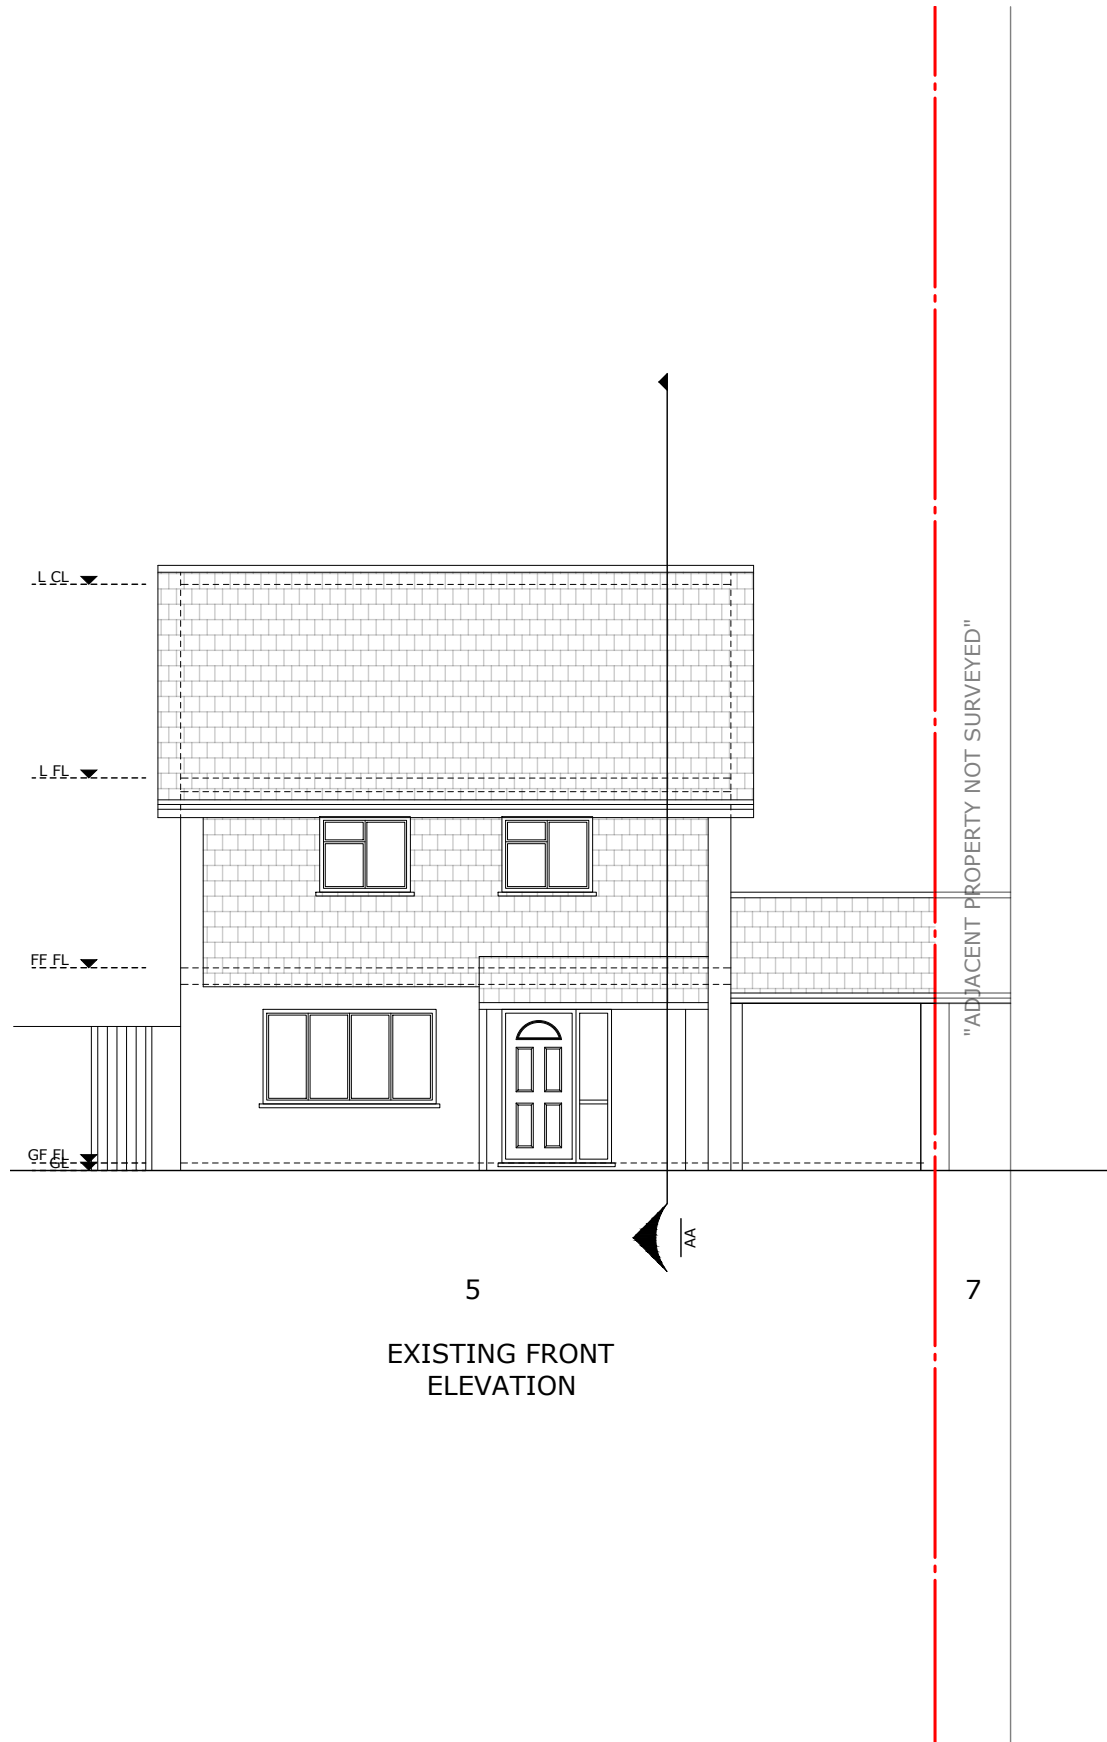 L CL
L FL
"ADJACENT PROPERTY NOT SURVEYED"
FF FL
GF FL
GL
AA
5
7
EXISTING FRONT
ELEVATION